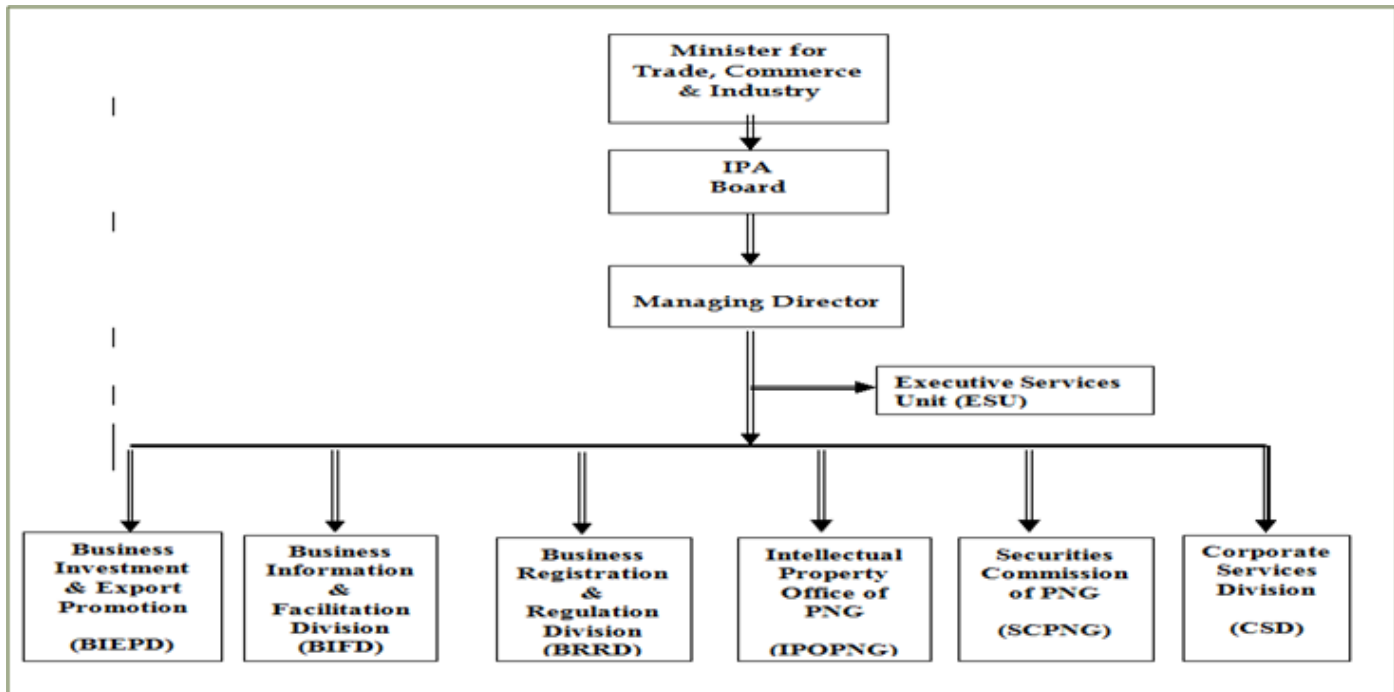 Minister for
Trade, Commerce
& Industry
IPA
Board
Managing Director
Executive Services
Unit (ESU)
Business
Investment
& Export
Promotion
(BIEPD)
Business
Information
&
Facilitation
Division
(BIFD)
Business
Registration
&
Regulation
Division
(BRRD)
Intellectual
Property
Office of
PNG
(IPOPNG)
Securities
Commission
of PNG
(SCPNG)
Corporate
Services
Division
(CSD)